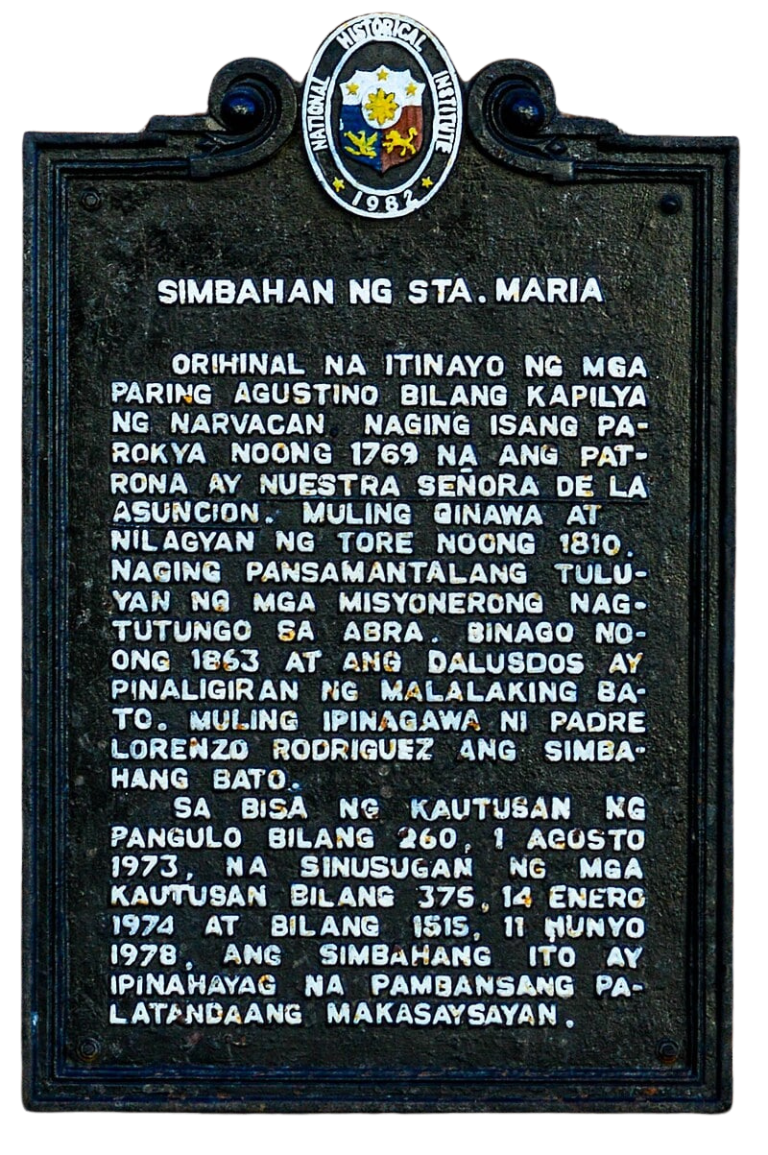 NATIONAL HISTORICAL INSTITUTE
1982
SIMBAHAN NG STA. MARIA
ORIHINAL NA ITINAYO NG MGA
PARING AGUSTINO BILANG KAPILYA
NG NARVACAN NAGING ISANG PA-
ROKYA NOONG 1769 NA ANG PAT-
RONA AY NUESTRA SEÑORA DE LA
ASUNCION. MULING GINAWA AT
NILAGYAN NG TORE NOONG 1810.
NAGING PANSAMANTALANG TULU-
YAN NG MGA MISYONERONG NAG-
TUTUNGO SA ABRA. BINAGO NO-
ONG 1863 AT ANG DALUSDOS AY
PINALIGIRAN NG MALALAKING BA-
TO. MULING IPINAGAWA NI PADRE
LORENZO RODRIGUEZ ANG SIMBA-
HANG BATO.
SA BISA NG KAUTUSAN NG
PANGULO BILANG 260, 1 AGOSTO
1973, NA SINUSUGAN NG MGA
KAUTUSAN BILANG 375, 14 ENERO
1974 AT BILANG 1515, 11 HUNYO
1978, ANG SIMBAHANG ITO AY
IPINAHAYAG NA PAMBANSANG PA-
LATANDAANG MAKASAYSAYAN.